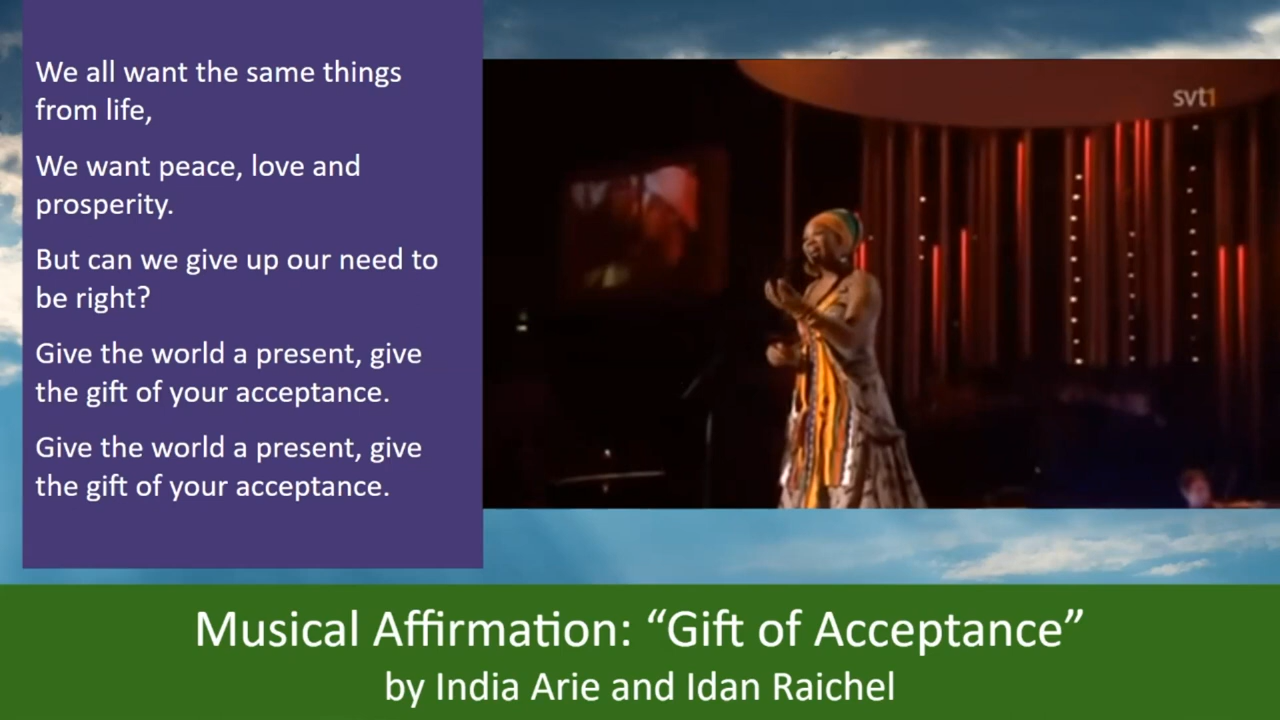 We all want the same things
from life,
We want peace, love and
prosperity.
But can we give up our need to
be right?
Give the world a present, give
the gift of your acceptance.
Give the world a present, give
the gift of your acceptance.
svt1
Musical Affirmation: “Gift of Acceptance”
by India Arie and Idan Raichel